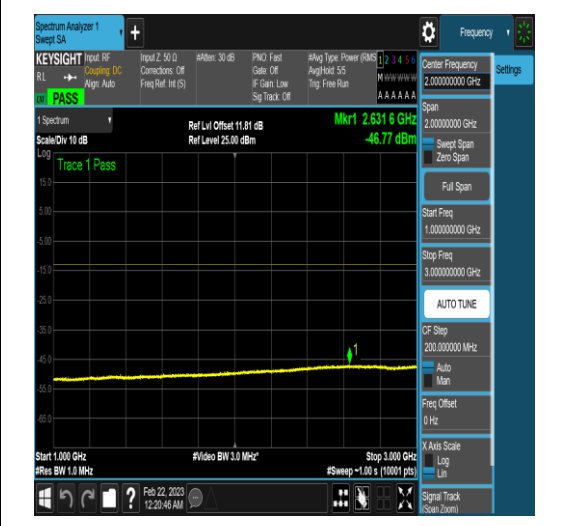 Spectrum Analyzer 1
Swept SA
Frequency
KEYSIGHT
RL
Input: RF
Coupling: DC
Align: Auto
Input Z: 50 Ω
Corrections: Off
Freq Ref: Int (S)
#Atten: 30 dB
PNO: Fast
Gate: Off
IF Gain: Low
Sig Track: Off
#Avg Type: Power (RMS
Avg|Hold: 5/5
Trig: Free Run
1 2 3 4 5 6
M W W W W W
A A A A A A
PASS
1 Spectrum
Scale/Div 10 dB
Ref Lvl Offset 11.81 dB
Ref Level 25.00 dBm
Mkr1 2.631 6 GHz
-46.77 dBm
Log
Trace 1 Pass
15.0
5.00
-5.00
-15.0
-25.0
-35.0
-45.0
-55.0
-65.0
1
Start 1.000 GHz
#Res BW 1.0 MHz
#Video BW 3.0 MHz*
Stop 3.000 GHz
#Sweep ~1.00 s (10001 pts)
Center Frequency
2.000000000 GHz
Span
2.00000000 GHz
Swept Span
Zero Span
Full Span
Start Freq
1.000000000 GHz
Stop Freq
3.000000000 GHz
AUTO TUNE
CF Step
200.000000 MHz
Auto
Man
Freq Offset
0 Hz
X Axis Scale
Log
Lin
Signal Track
(Span Zoom)
Settings
?
Feb 22, 2023
12:20:46 AM